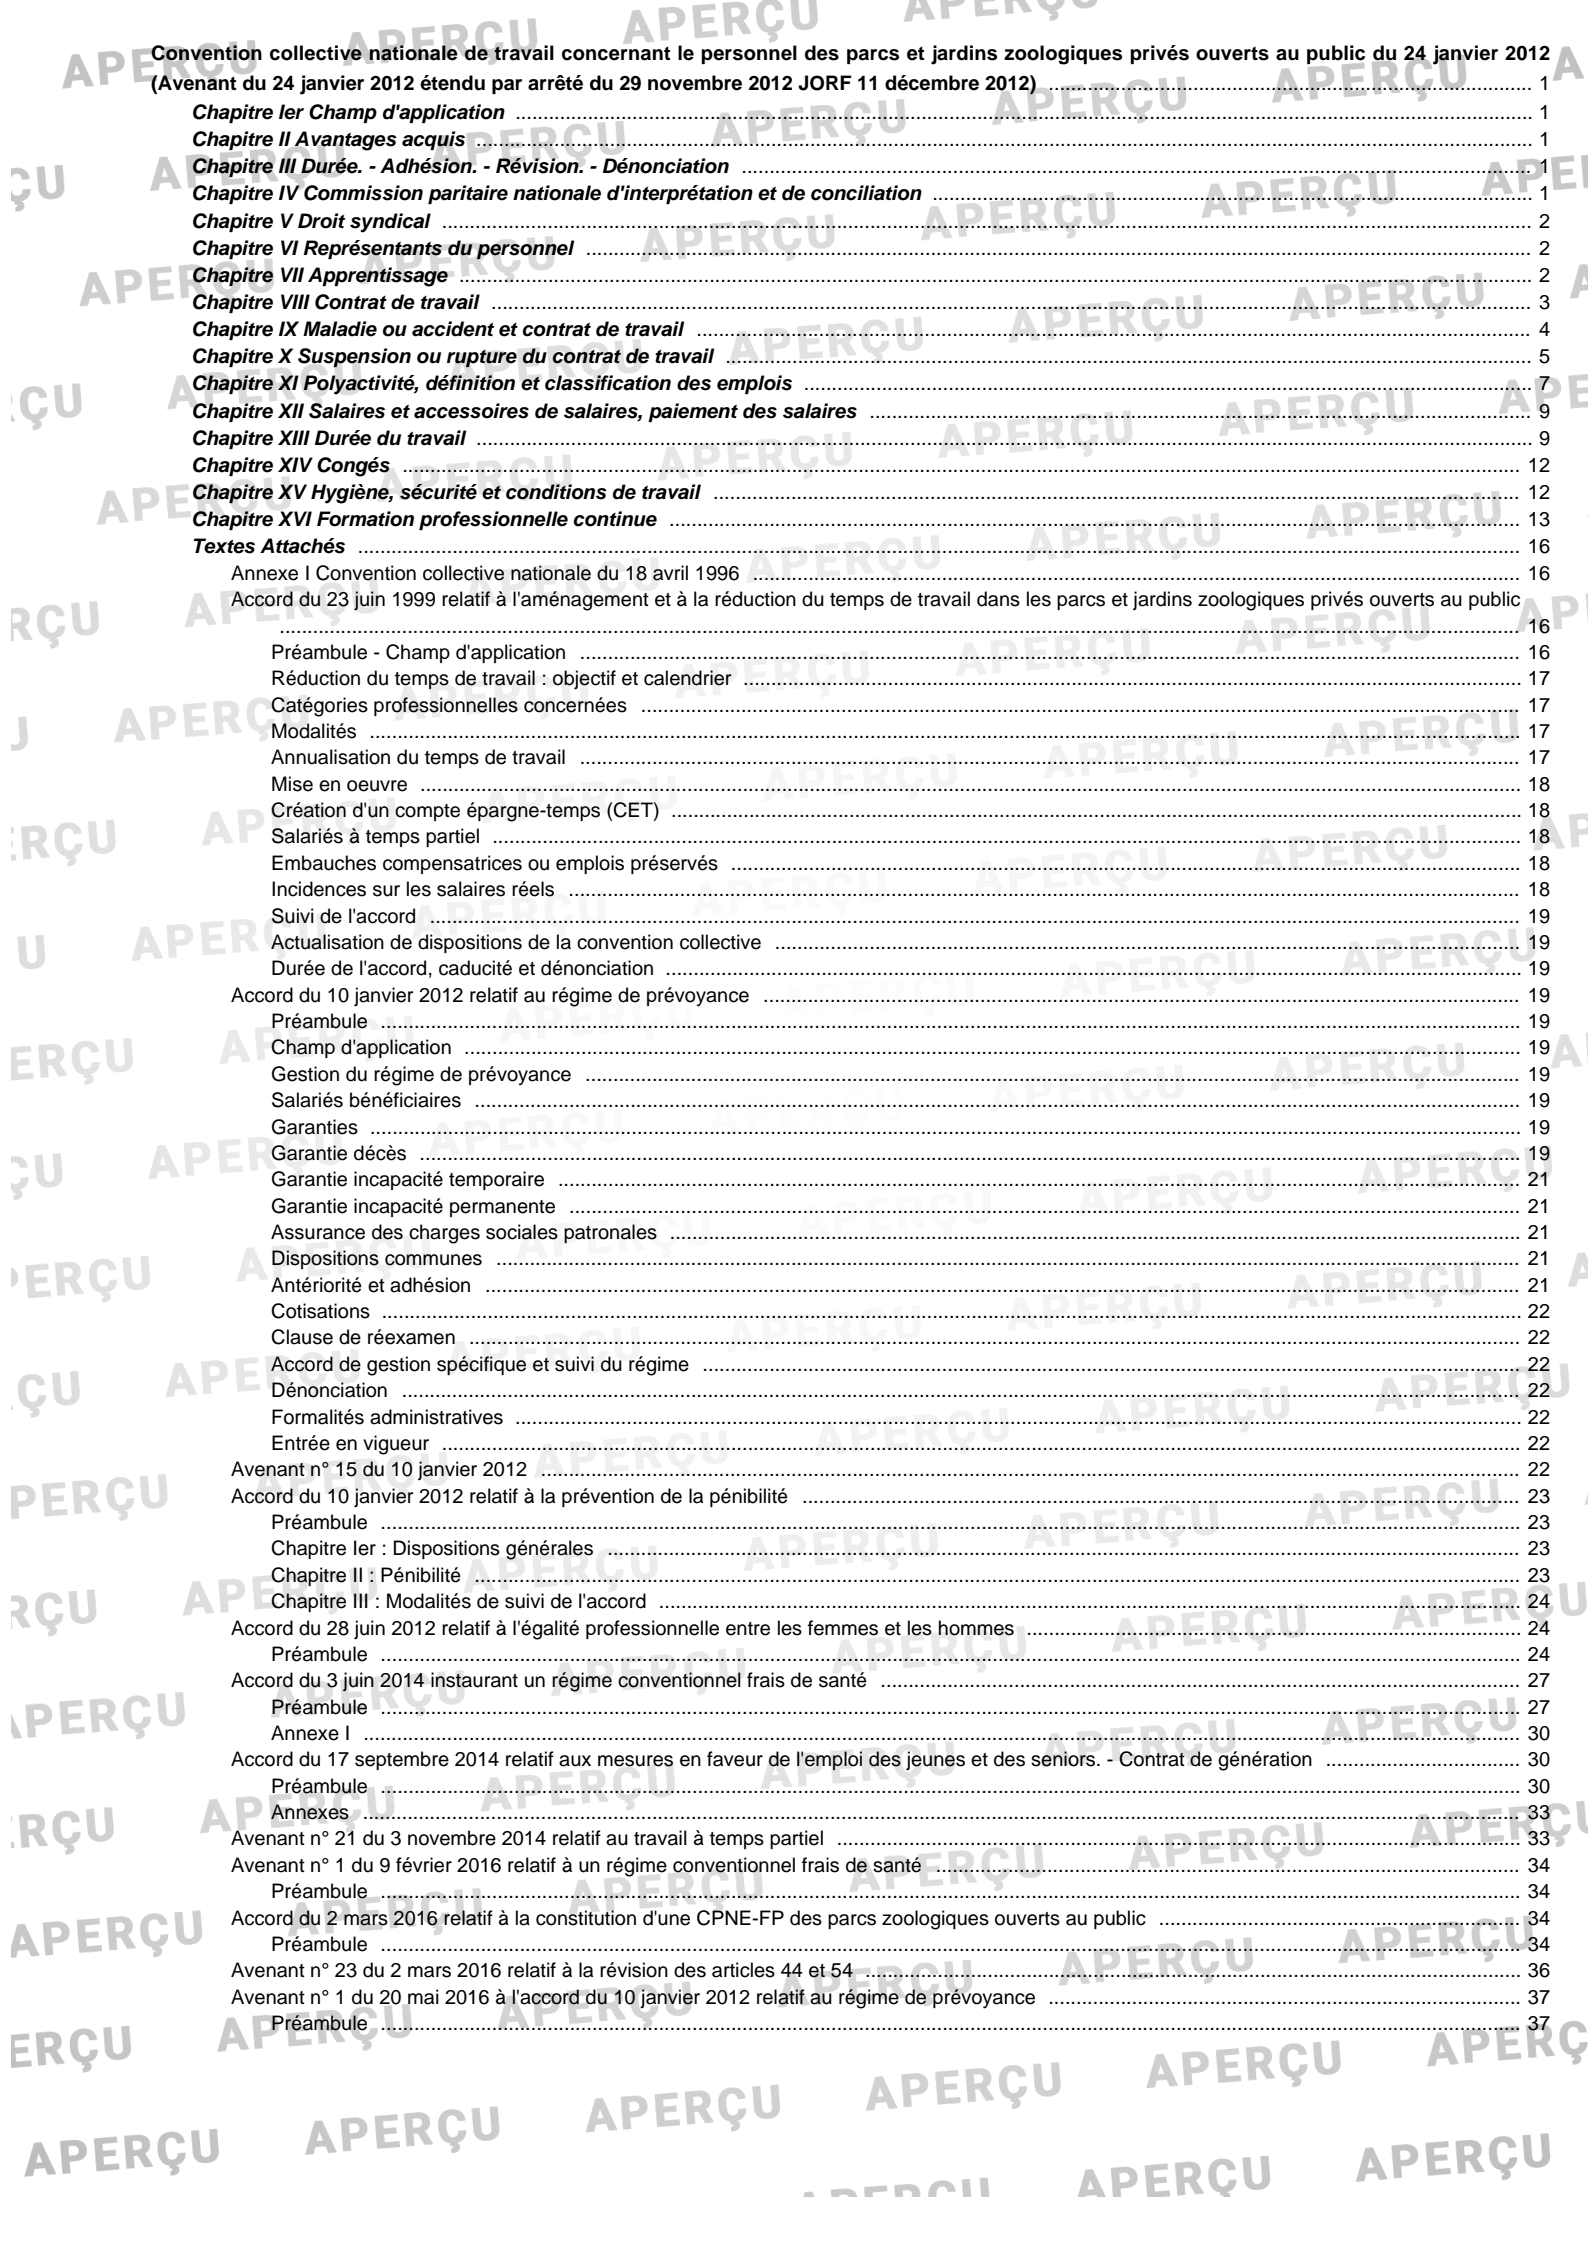 Convention collective nationale de travail concernant le personnel des parcs et jardins zoologiques privés ouverts au public du 24 janvier 2012
(Avenant du 24 janvier 2012 étendu par arrêté du 29 novembre 2012 JORF 11 décembre 2012) ... 1
Chapitre Ier Champ d'application ... 1
Chapitre II Avantages acquis ... 1
Chapitre III Durée. - Adhésion. - Révision. - Dénonciation ... 1
Chapitre IV Commission paritaire nationale d'interprétation et de conciliation ... 1
Chapitre V Droit syndical ... 2
Chapitre VI Représentants du personnel ... 2
Chapitre VII Apprentissage ... 2
Chapitre VIII Contrat de travail ... 3
Chapitre IX Maladie ou accident et contrat de travail ... 4
Chapitre X Suspension ou rupture du contrat de travail ... 5
Chapitre XI Polyactivité, définition et classification des emplois ... 7
Chapitre XII Salaires et accessoires de salaires, paiement des salaires ... 9
Chapitre XIII Durée du travail ... 9
Chapitre XIV Congés ... 12
Chapitre XV Hygiène, sécurité et conditions de travail ... 12
Chapitre XVI Formation professionnelle continue ... 13
Textes Attachés ... 16
Annexe I Convention collective nationale du 18 avril 1996 ... 16
Accord du 23 juin 1999 relatif à l'aménagement et à la réduction du temps de travail dans les parcs et jardins zoologiques privés ouverts au public
... 16
Préambule - Champ d'application ... 16
Réduction du temps de travail : objectif et calendrier ... 17
Catégories professionnelles concernées ... 17
Modalités ... 17
Annualisation du temps de travail ... 17
Mise en oeuvre ... 18
Création d'un compte épargne-temps (CET) ... 18
Salariés à temps partiel ... 18
Embauches compensatrices ou emplois préservés ... 18
Incidences sur les salaires réels ... 18
Suivi de l'accord ... 19
Actualisation de dispositions de la convention collective ... 19
Durée de l'accord, caducité et dénonciation ... 19
Accord du 10 janvier 2012 relatif au régime de prévoyance ... 19
Préambule ... 19
Champ d'application ... 19
Gestion du régime de prévoyance ... 19
Salariés bénéficiaires ... 19
Garanties ... 19
Garantie décès ... 19
Garantie incapacité temporaire ... 21
Garantie incapacité permanente ... 21
Assurance des charges sociales patronales ... 21
Dispositions communes ... 21
Antériorité et adhésion ... 21
Cotisations ... 22
Clause de réexamen ... 22
Accord de gestion spécifique et suivi du régime ... 22
Dénonciation ... 22
Formalités administratives ... 22
Entrée en vigueur ... 22
Avenant n° 15 du 10 janvier 2012 ... 22
Accord du 10 janvier 2012 relatif à la prévention de la pénibilité ... 23
Préambule ... 23
Chapitre Ier : Dispositions générales ... 23
Chapitre II : Pénibilité ... 23
Chapitre III : Modalités de suivi de l'accord ... 24
Accord du 28 juin 2012 relatif à l'égalité professionnelle entre les femmes et les hommes ... 24
Préambule ... 24
Accord du 3 juin 2014 instaurant un régime conventionnel frais de santé ... 27
Préambule ... 27
Annexe I ... 30
Accord du 17 septembre 2014 relatif aux mesures en faveur de l'emploi des jeunes et des seniors. - Contrat de génération ... 30
Préambule ... 30
Annexes ... 33
Avenant n° 21 du 3 novembre 2014 relatif au travail à temps partiel ... 33
Avenant n° 1 du 9 février 2016 relatif à un régime conventionnel frais de santé ... 34
Préambule ... 34
Accord du 2 mars 2016 relatif à la constitution d'une CPNE-FP des parcs zoologiques ouverts au public ... 34
Préambule ... 34
Avenant n° 23 du 2 mars 2016 relatif à la révision des articles 44 et 54 ... 36
Avenant n° 1 du 20 mai 2016 à l'accord du 10 janvier 2012 relatif au régime de prévoyance ... 37
Préambule ... 37
APERÇU